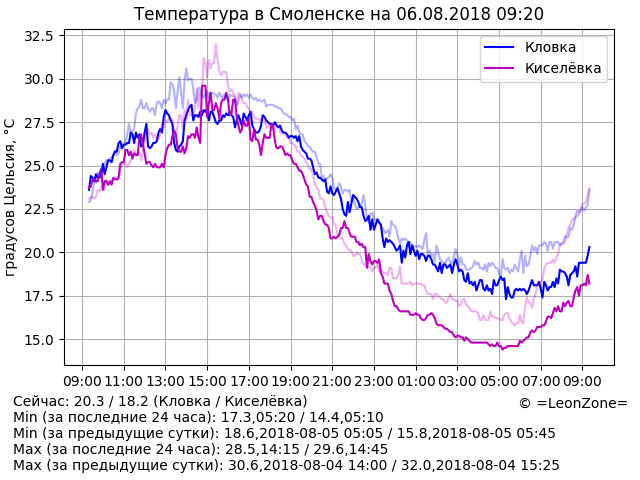 Температура в Смоленске на 06.08.2018 09:20
Кловка
Киселёвка
градусов Цельсия, °C
32.5
30.0
27.5
25.0
22.5
20.0
17.5
15.0
09:00 11:00 13:00 15:00 17:00 19:00 21:00 23:00 01:00 03:00 05:00 07:00 09:00
Сейчас: 20.3 / 18.2 (Кловка / Киселёвка)
© =LeonZone=
Min (за последние 24 часа): 17.3,05:20 / 14.4,05:10
Min (за предыдущие сутки): 18.6,2018-08-05 05:05 / 15.8,2018-08-05 05:45
Max (за последние 24 часа): 28.5,14:15 / 29.6,14:45
Max (за предыдущие сутки): 30.6,2018-08-04 14:00 / 32.0,2018-08-04 15:25